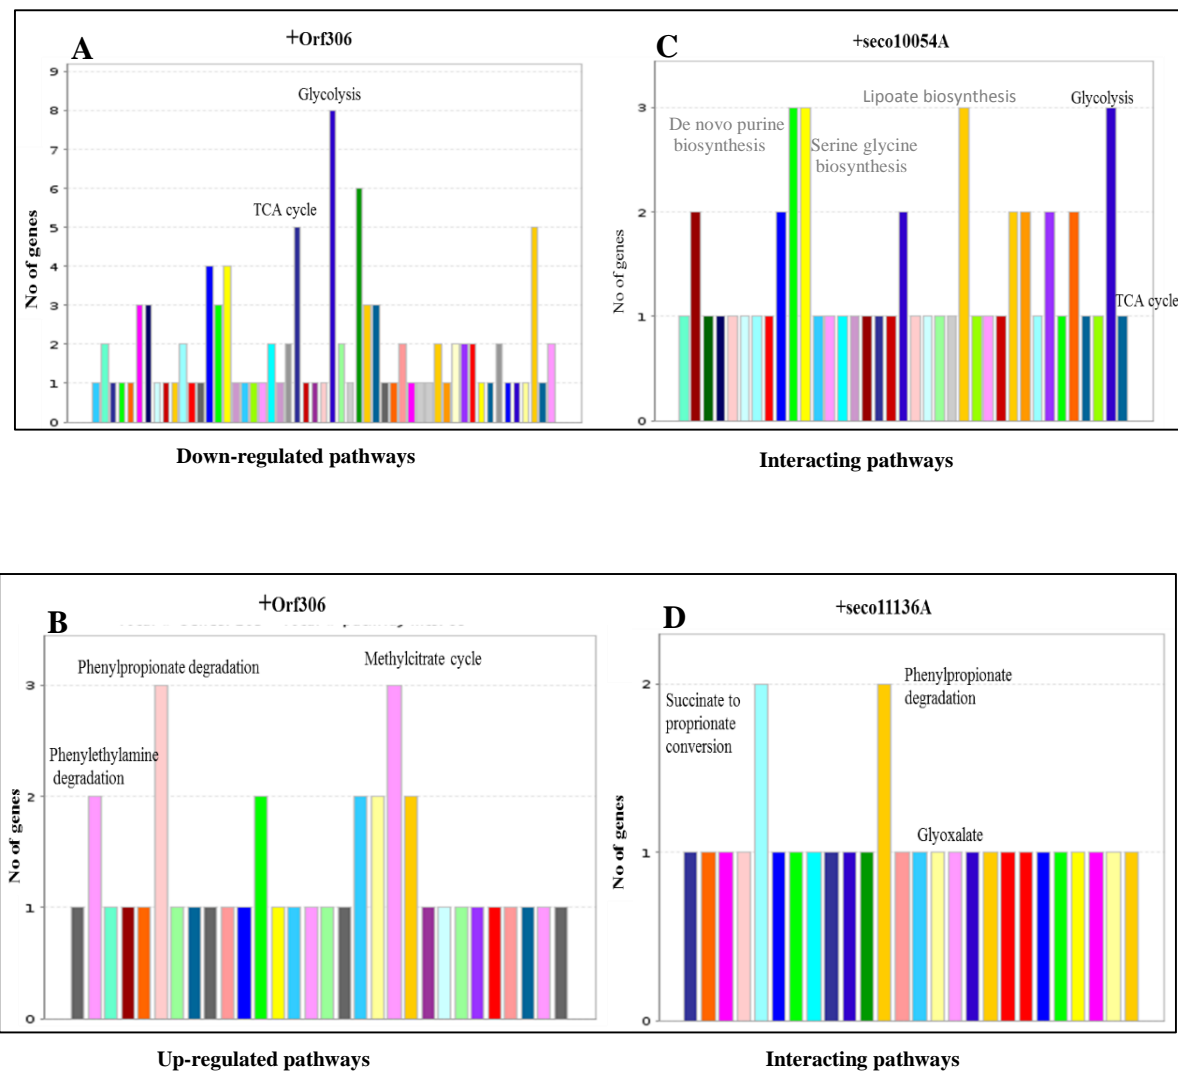 A
+Orf306
9
8
7
6
5
4
3
2
1
0
No of genes
Glycolysis
TCA cycle
Down-regulated pathways
C
+seco10054A
3
2
1
0
No of genes
De novo purine
biosynthesis
Serine glycine
biosynthesis
Lipoate biosynthesis
Glycolysis
TCA cycle
Interacting pathways
B
+Orf306
3
2
1
0
No of genes
Phenylpropionate degradation
Methylcitrate cycle
Phenylethylamine
degradation
Up-regulated pathways
D
+seco11136A
2
1
0
No of genes
Succinate to
proprionate
conversion
Phenylpropionate
degradation
Glyoxalate
Interacting pathways